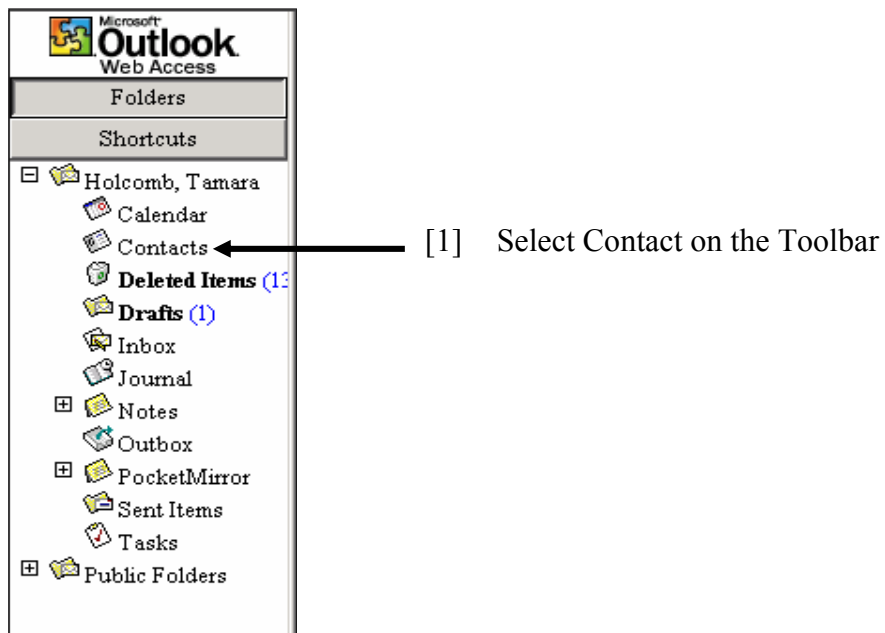 Microsoft
Outlook.
Web Access
Folders
Shortcuts
Holcomb, Tamara
Calendar
Contacts
[1] Select Contact on the Toolbar
Deleted Items (13
Drafts (1)
Inbox
Journal
Notes
Outbox
PocketMirror
Sent Items
Tasks
Public Folders